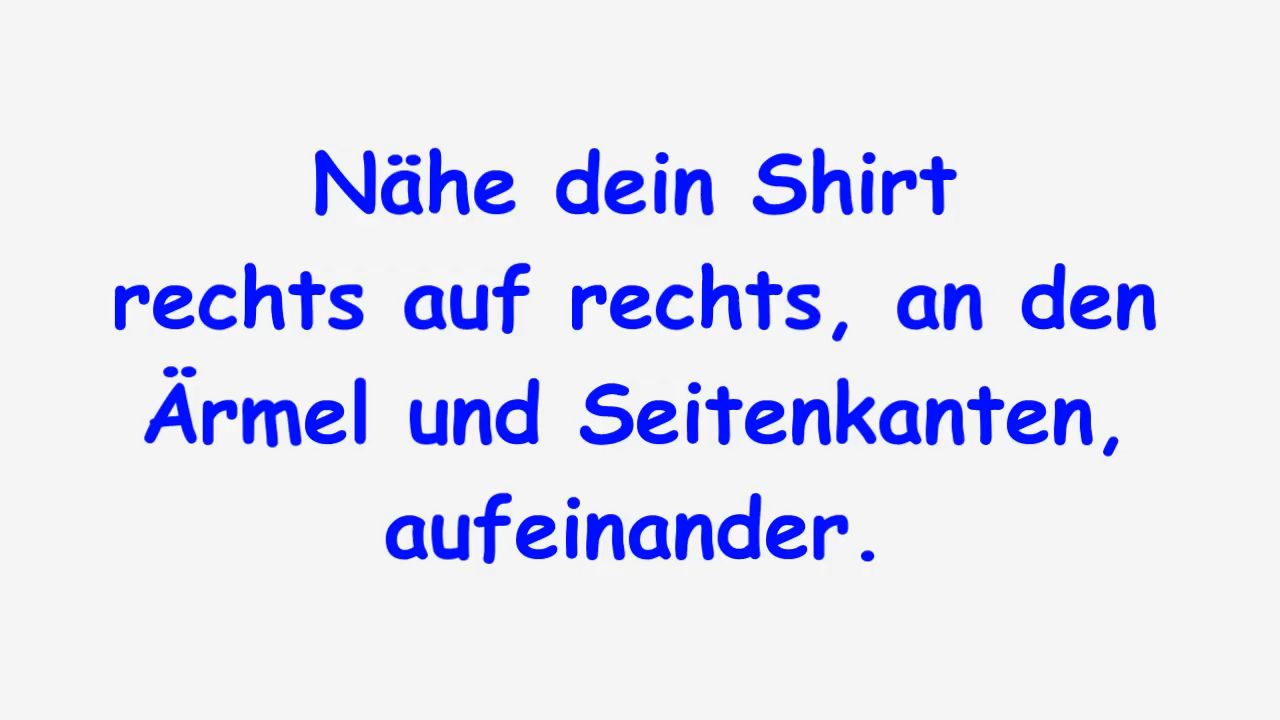 Nähe dein Shirt
rechts auf rechts, an den
Ärmel und Seitenkanten,
aufeinander.